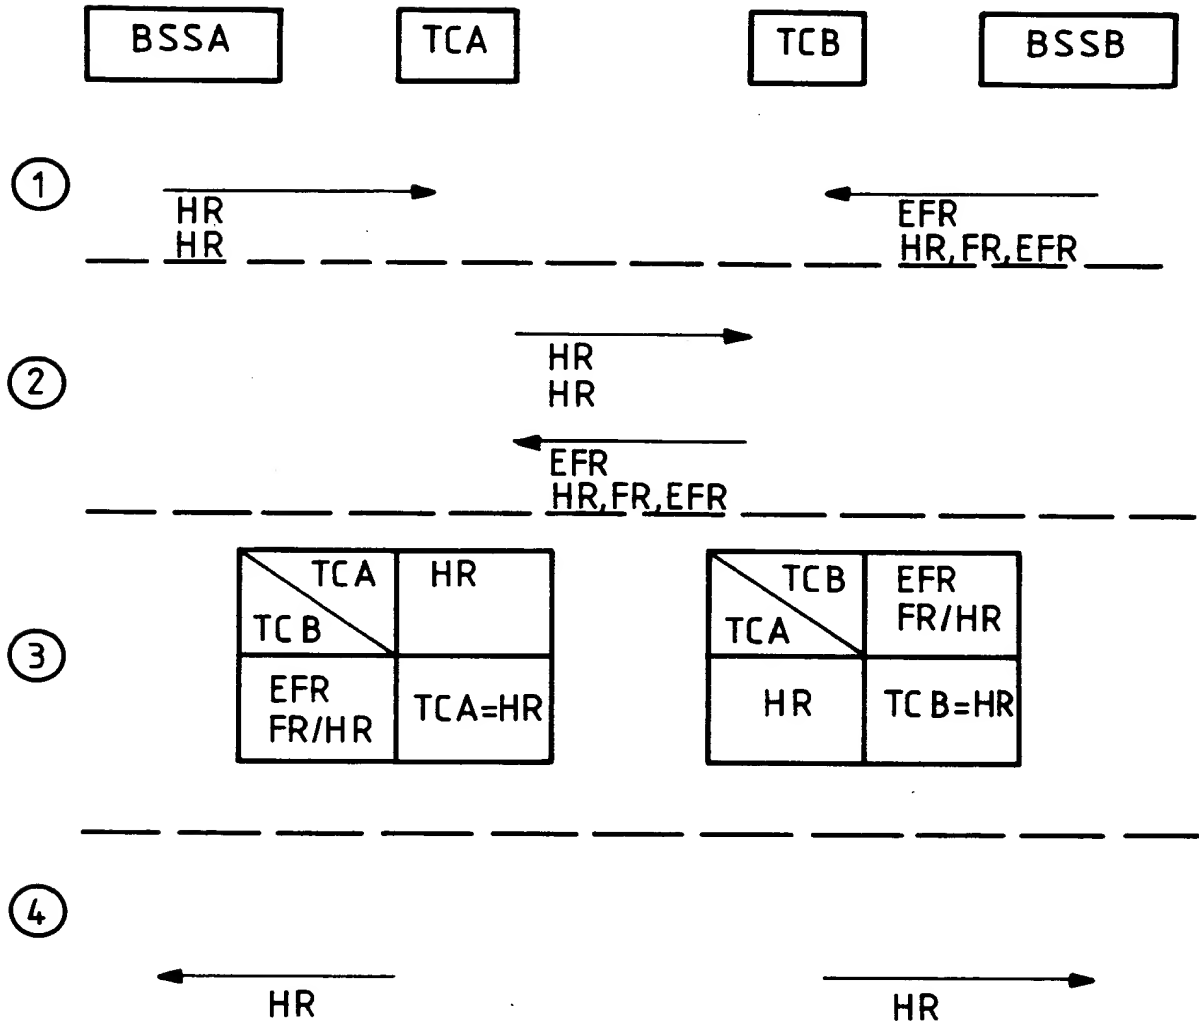 BSSA
TCA
TCB
BSSB
1
HR
HR
EFR
HR, FR, EFR
2
HR
HR
EFR
HR, FR, EFR
3
TCA
HR
TCB
EFR
FR/HR
TCA=HR
TCB
EFR
FR/HR
TCA
HR
TCB=HR
4
HR
HR